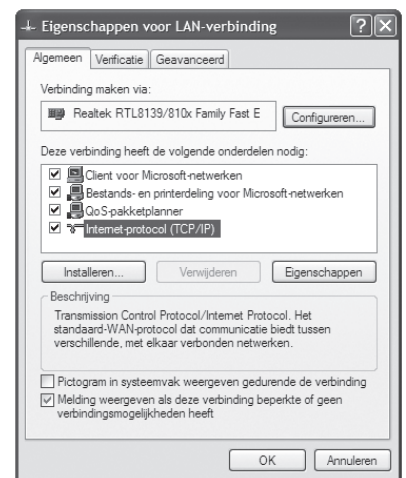 Eigenschappen voor LAN-verbinding
Algemeen Verificatie Geavanceerd
Verbinding maken via:
Realtek RTL8139/810x Family Fast E Configureren...
Deze verbinding heeft de volgende onderdelen nodig:
Client voor Microsoft-netwerken
Bestands- en printerdeling voor Microsoft-netwerken
QoS-pakketplanner
Internet-protocol (TCP/IP)
Installeren... Verwijderen Eigenschappen
Beschrijving
Transmission Control Protocol/Internet Protocol. Het
standaard-WAN-protocol dat communicatie biedt tussen
verschillende, met elkaar verbonden netwerken.
Pictogram in systeemvak weergeven gedurende de verbinding
Melding weergeven als deze verbinding beperkte of geen
verbindingsmogelijkheden heeft
OK Annuleren